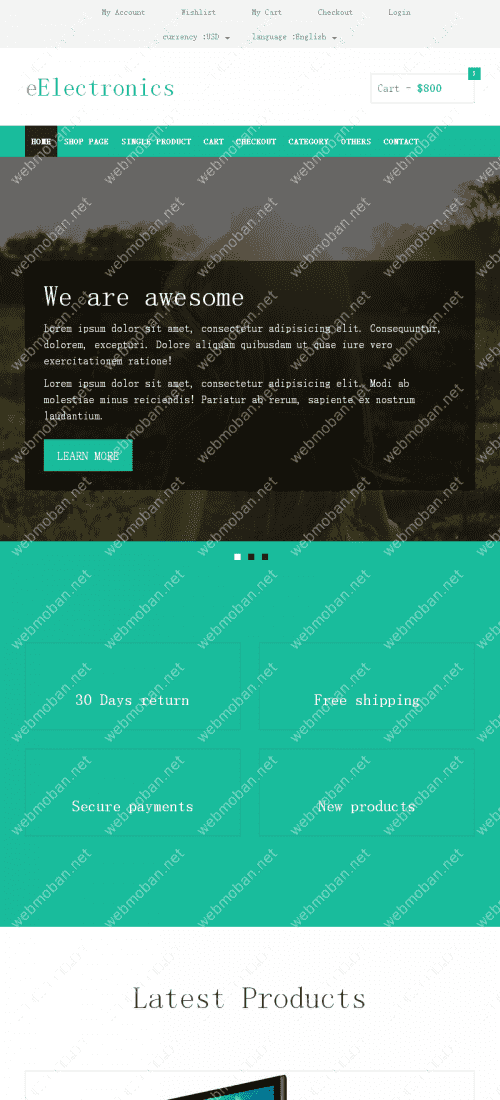 My Account Wishlist My Cart Checkout Login
currency :USD language :English
eElectronics
Cart - $800
HOME SHOP PAGE SINGLE PRODUCT CART CHECKOUT CATEGORY OTHERS CONTACT
We are awesome
Lorem ipsum dolor sit amet, consectetur adipisicing elit. Consequuntur,
dolorem, excepturi. Dolore aliquam quibusdam ut quae iure vero
exercitationem ratione!
Lorem ipsum dolor sit amet, consectetur adipisicing elit. Modi ab
molestiae minus reiciendis! Pariatur ab rerum, sapiente ex nostrum
laudantium.
LEARN MORE
30 Days return Free shipping
Secure payments New products
Latest Products
webmoban.net